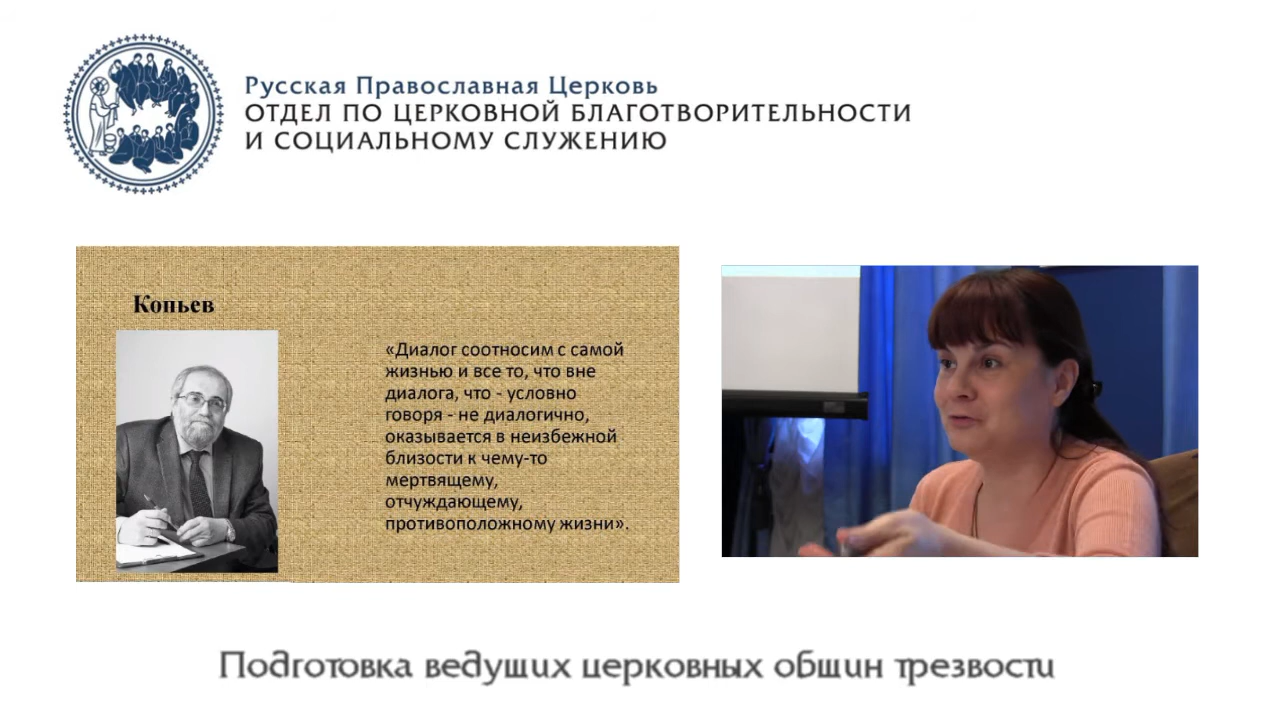 Русская Православная Церковь
ОТДЕЛ ПО ЦЕРКОВНОЙ БЛАГОТВОРИТЕЛЬНОСТИ
И СОЦИАЛЬНОМУ СЛУЖЕНИЮ
Копьев
«Диалог соотносим с самой
жизнью и все то, что вне
диалога, что - условно
говоря - не диалогично,
оказывается в неизбежной
близости к чему-то
мертвящему,
отчуждающему,
противоположному жизни».
Подготовка ведущих церковных общин трезвости